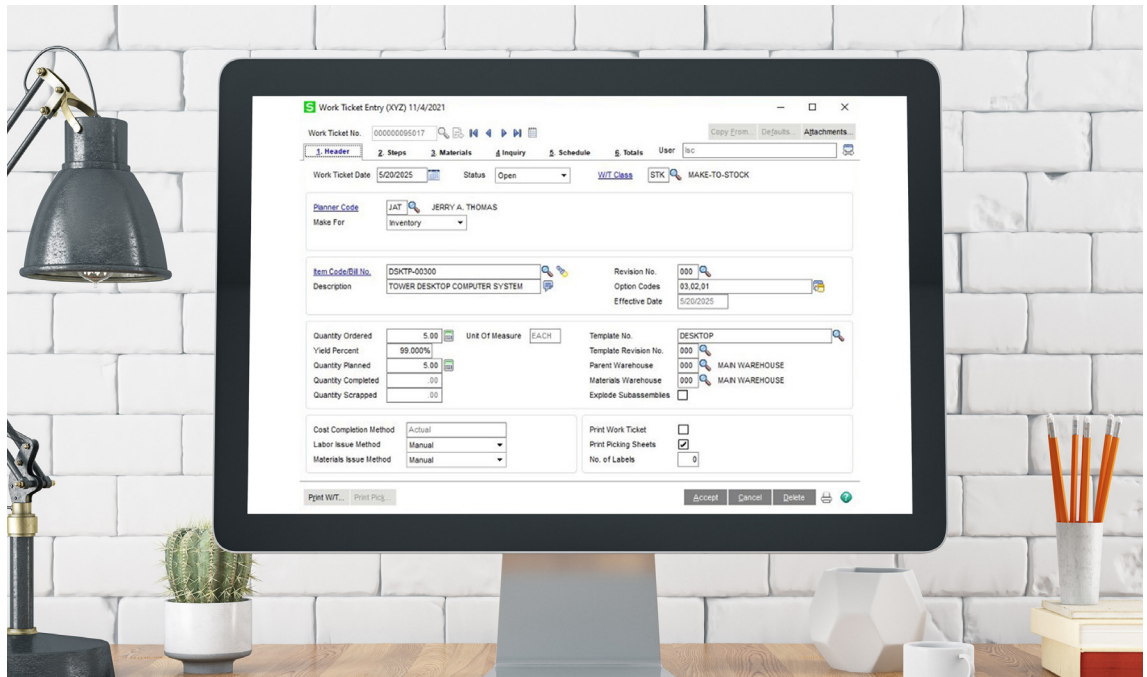 S Work Ticket Entry (XYZ) 11/4/2021
Work Ticket No. 000000095017 Copy From... Defaults... Attachments...
1. Header 2. Steps 3. Materials 4 Inquiry 5. Schedule 6. Totals User lsc
Work Ticket Date 5/20/2025 Status Open W/T Class STK MAKE-TO-STOCK
Planner Code JAT JERRY A. THOMAS
Make For Inventory
Item Code/Bill No. DSKTP-00300 Revision No. 000
Description TOWER DESKTOP COMPUTER SYSTEM Option Codes 03,02,01
Effective Date 5/20/2025
Quantity Ordered 5.00 Unit Of Measure EACH Template No. DESKTOP
Yield Percent 99.000% Template Revision No. 000
Quantity Planned 5.00 Parent Warehouse 000 MAIN WAREHOUSE
Quantity Completed .00 Materials Warehouse 000 MAIN WAREHOUSE
Quantity Scrapped .00 Explode Subassemblies
Cost Completion Method Actual Print Work Ticket
Labor Issue Method Manual Print Picking Sheets
Materials Issue Method Manual No. of Labels 0
Print W/T... Print Pick... Accept Cancel Delete